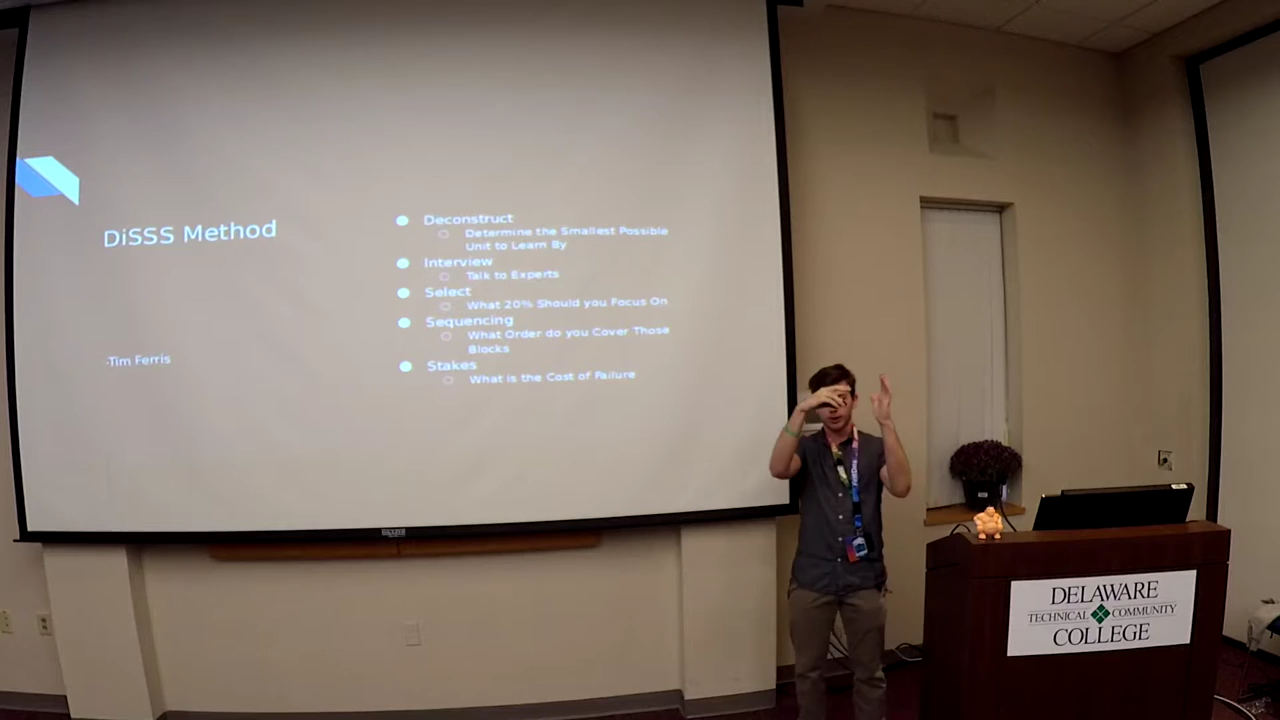 DiSSS Method
-Tim Ferris
Deconstruct
Determine the Smallest Possible
Unit to Learn By
Interview
Talk to Experts
Select
What 20% Should you Focus On
Sequencing
What Order do you Cover Those
Blocks
Stakes
What is the Cost of Failure
DELAWARE
TECHNICAL COMMUNITY
COLLEGE